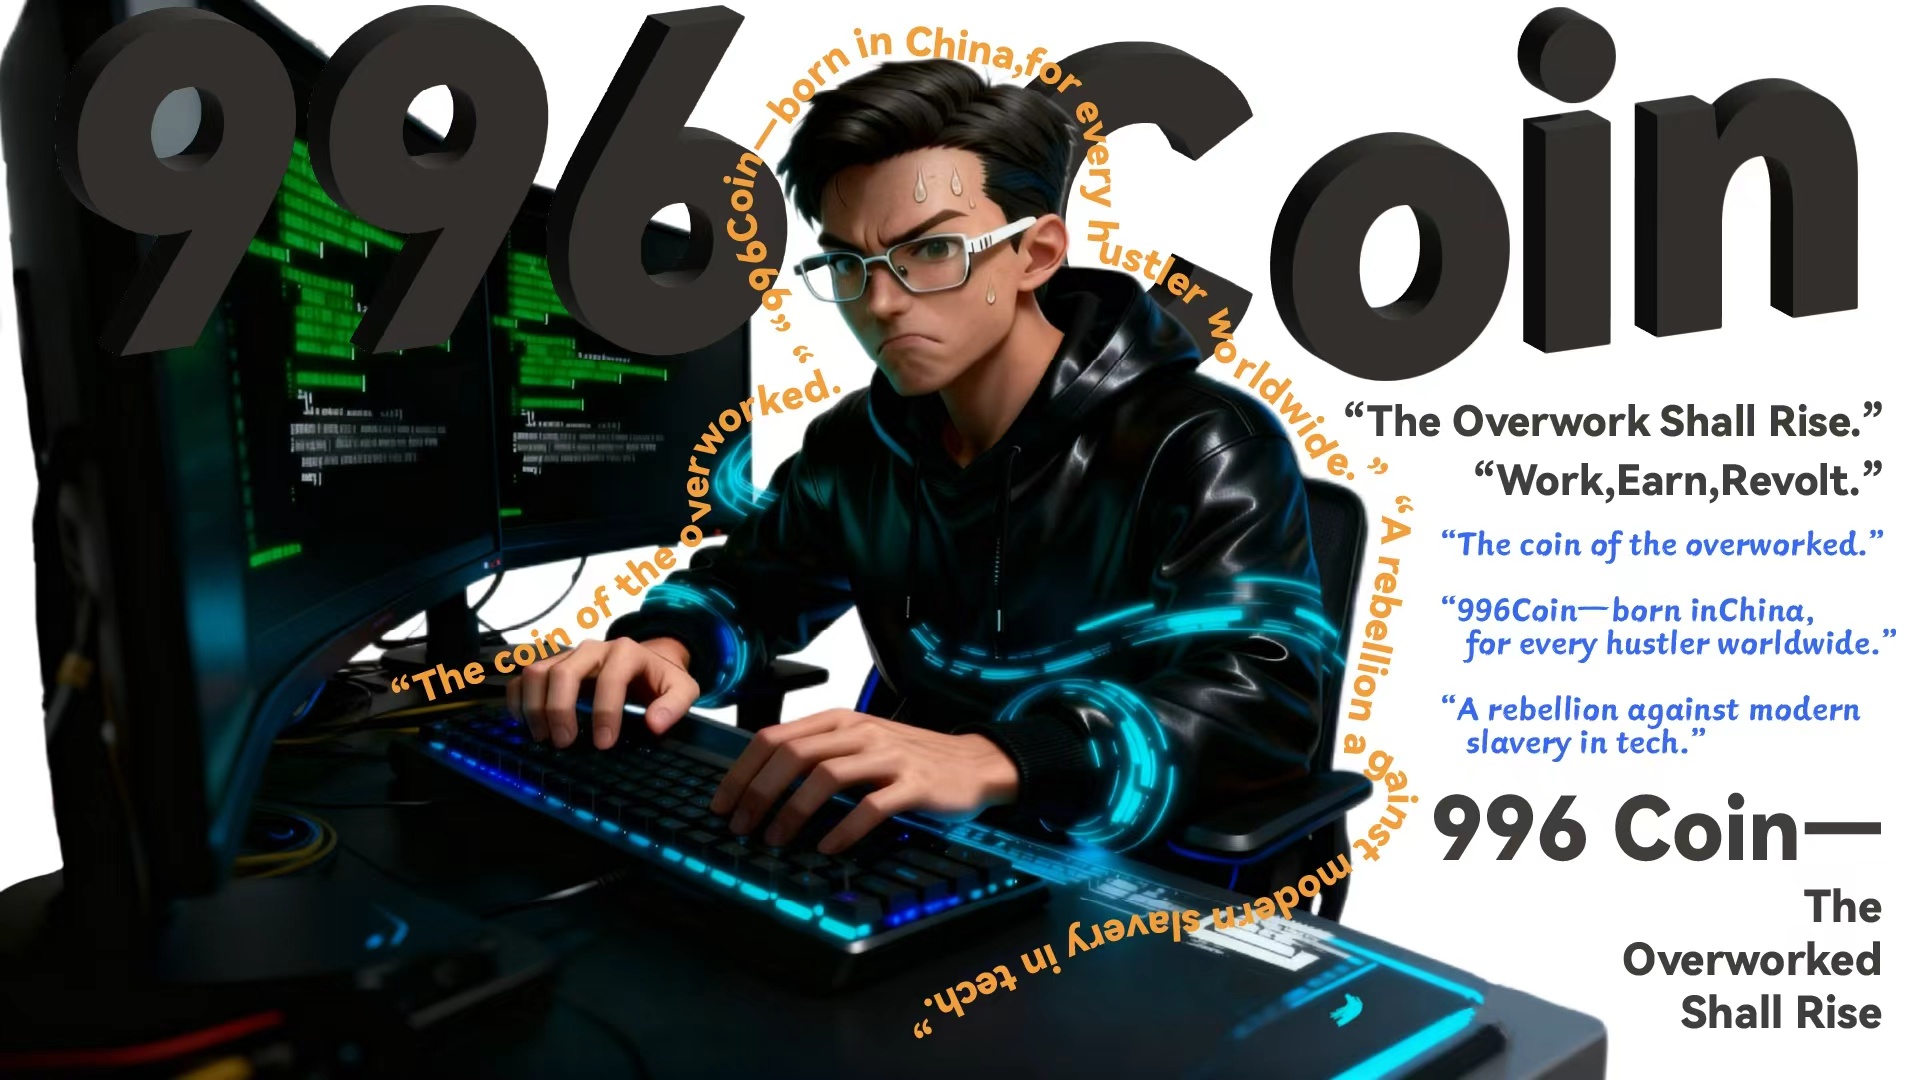 996 Coin
“The coin of the overworked.”
“996Coin—born in China,for every hustler worldwide.”
“A rebellion against modern slavery in tech.”
“The Overwork Shall Rise.”
“Work,Earn,Revolt.”
“The coin of the overworked.”
“996Coin—born inChina,
for every hustler worldwide.”
“A rebellion against modern
slavery in tech.”
996 Coin—
The
Overworked
Shall Rise